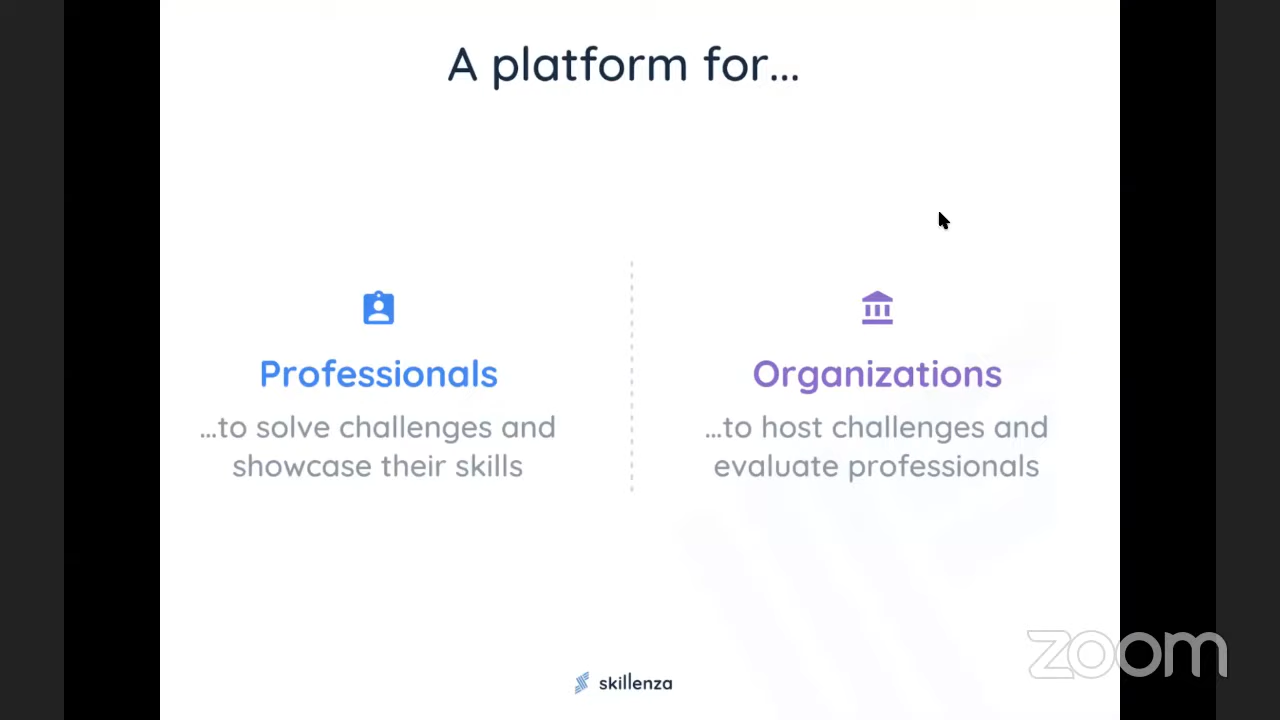 A platform for...
Professionals
...to solve challenges and
showcase their skills
Organizations
...to host challenges and
evaluate professionals
skillenza
zoom